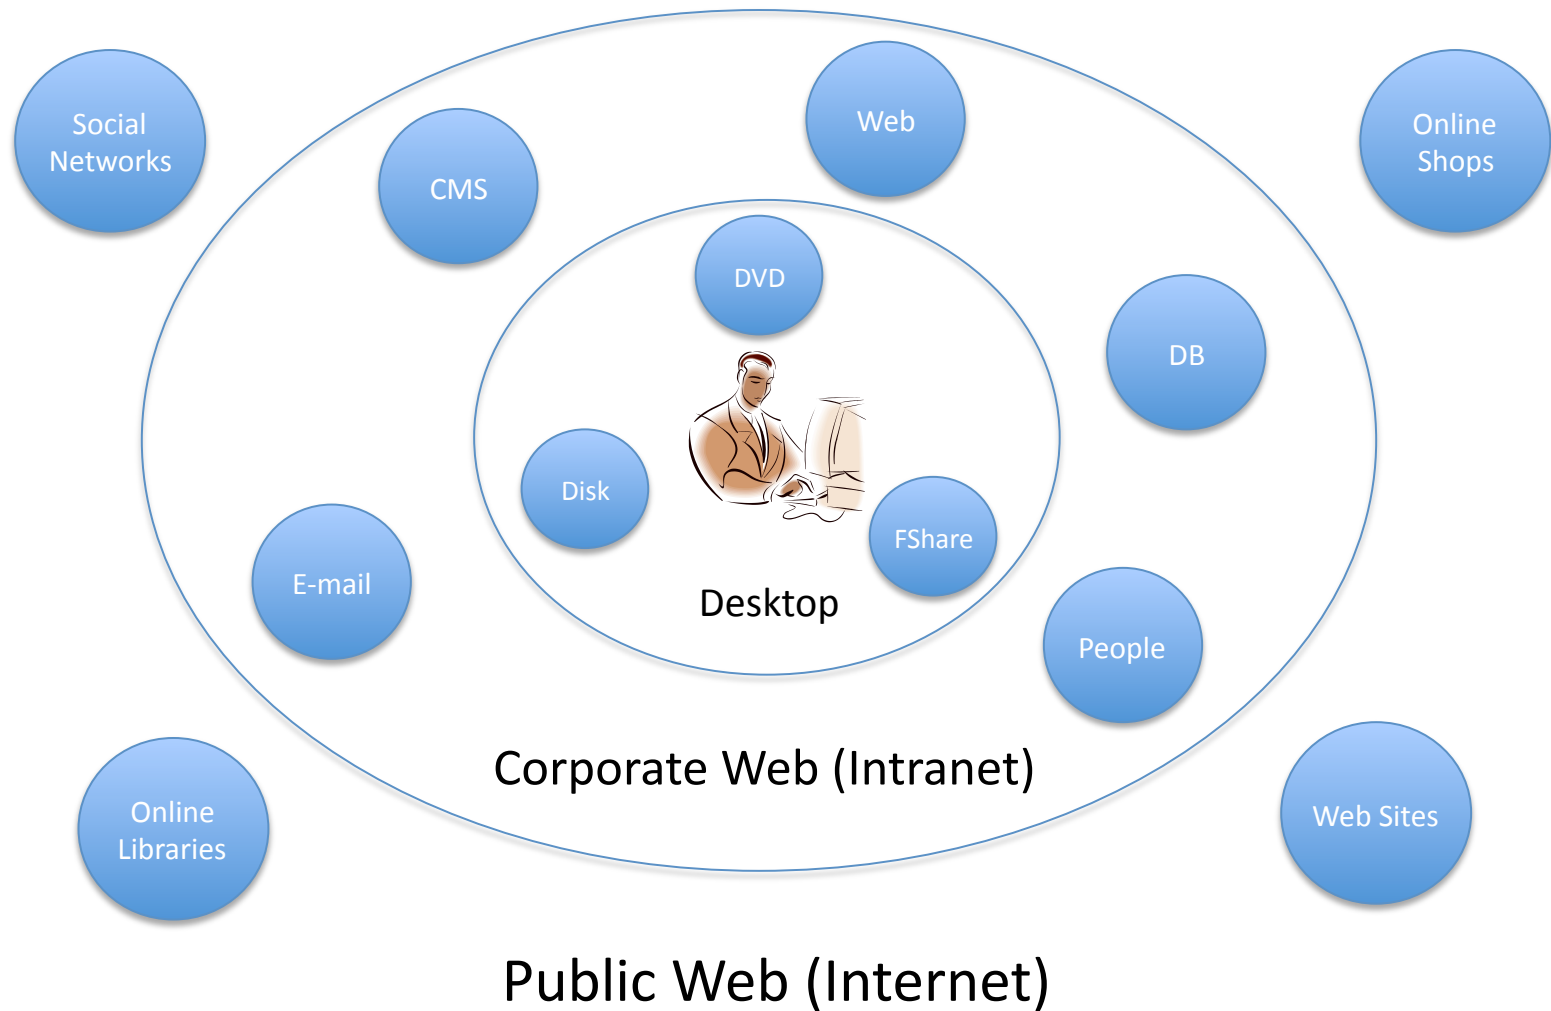 Social
Networks
CMS
Web
Online
Shops
DVD
DB
Disk
FShare
E-mail
Desktop
People
Corporate Web (Intranet)
Online
Libraries
Web Sites
Public Web (Internet)